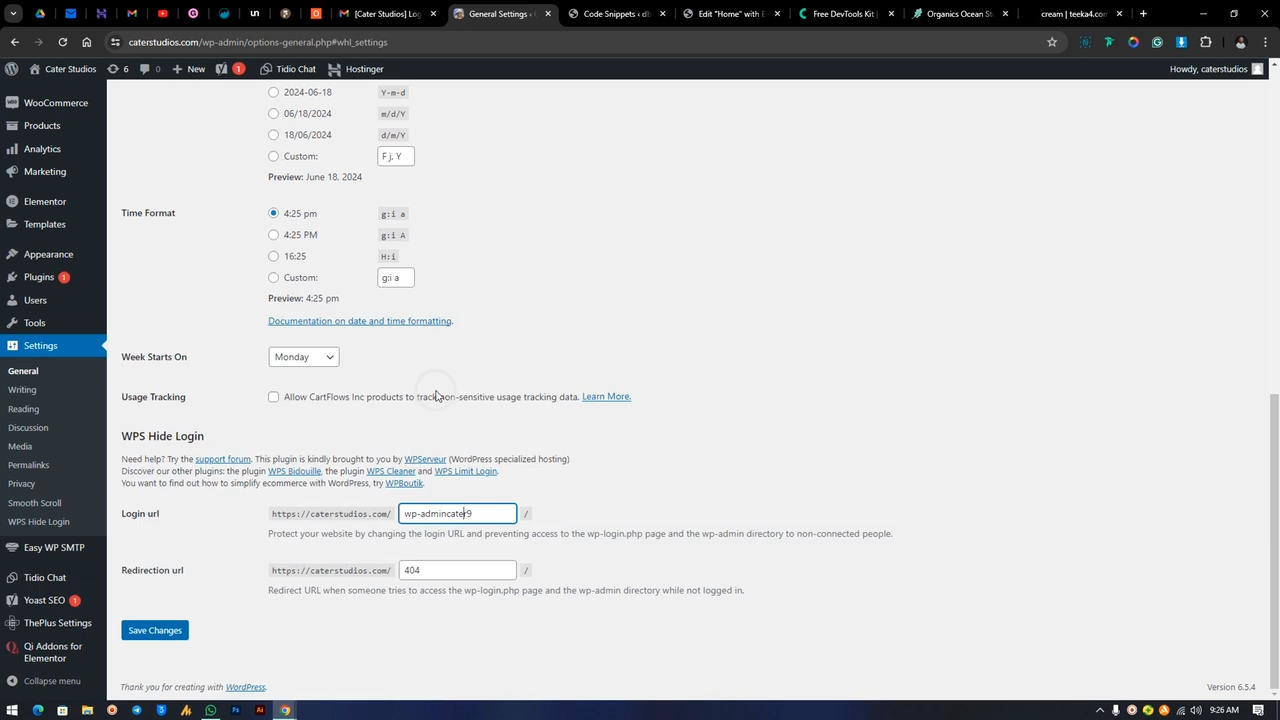 [Cater Studios] Log
General Settings ‹ C
Code Snippets ‹ db
Edit "Home" with E
Free DevTools Kit |
Organics Ocean St
cream | teeka4.com
caterstudios.com/wp-admin/options-general.php#whl_settings
Cater Studios
6
0
New
1
Tidio Chat
Hostinger
Howdy, caterstudios
WooCommerce
Products
Analytics
Marketing
Elementor
Templates
Appearance
Plugins 1
Users
Tools
Settings
General
Writing
Reading
Discussion
Media
Permalinks
Privacy
Smooth Scroll
WPS Hide Login
Easy WP SMTP
Tidio Chat
Yoast SEO 1
ThePlus Settings
Qi Addons for
Elementor
Collapse menu
2024-06-18 Y-m-d
06/18/2024 m/d/Y
18/06/2024 d/m/Y
Custom: F j, Y
Preview: June 18, 2024
Time Format
4:25 pm g:i a
4:25 PM g:i A
16:25 H:i
Custom: g:i a
Preview: 4:25 pm
Documentation on date and time formatting.
Week Starts On Monday
Usage Tracking Allow CartFlows Inc products to track non-sensitive usage tracking data. Learn More.
WPS Hide Login
Need help? Try the support forum. This plugin is kindly brought to you by WPServeur (WordPress specialized hosting)
Discover our other plugins: the plugin WPS Bidouille, the plugin WPS Cleaner and WPS Limit Login.
You want to find out how to simplify ecommerce with WordPress, try WPBoutik.
Login url https://caterstudios.com/ wp-admincater9 /
Protect your website by changing the login URL and preventing access to the wp-login.php page and the wp-admin directory to non-connected people.
Redirection url https://caterstudios.com/ 404 /
Redirect URL when someone tries to access the wp-login.php page and the wp-admin directory while not logged in.
Save Changes
Thank you for creating with WordPress.
Version 6.5.4
9:26 AM